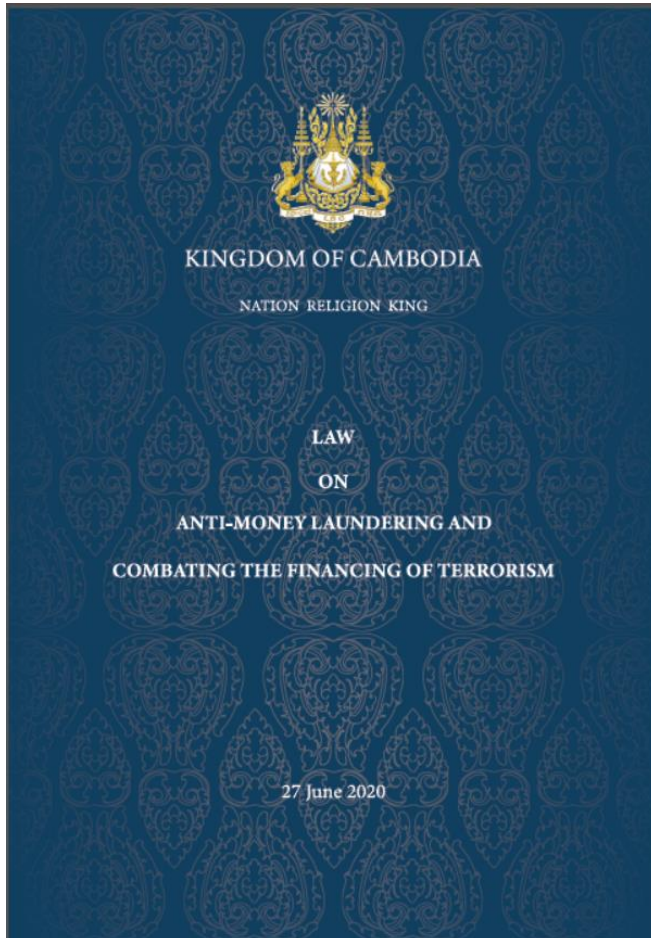 KINGDOM OF CAMBODIA
NATION RELIGION KING
LAW
ON
ANTI-MONEY LAUNDERING AND
COMBATING THE FINANCING OF TERRORISM
27 June 2020